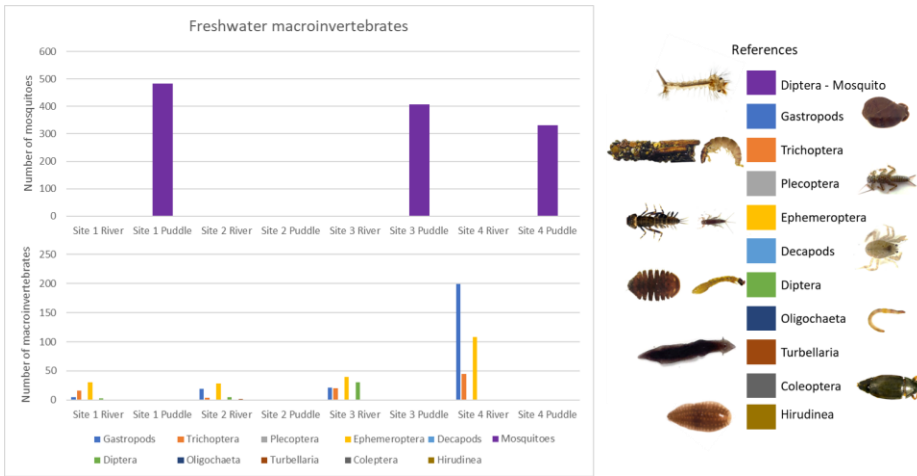 Freshwater macroinvertebrates
Number of mosquitoes
600
500
400
300
200
100
0
Site 1 River Site 1 Puddle Site 2 River Site 2 Puddle Site 3 River Site 3 Puddle Site 4 River Site 4 Puddle
Number of macroinvertebrates
250
200
150
100
50
0
Site 1 River Site 1 Puddle Site 2 River Site 2 Puddle Site 3 River Site 3 Puddle Site 4 River Site 4 Puddle
Gastropods Trichoptera Plecoptera Ephemeroptera Decapods Mosquitoes
Diptera Oligochaeta Turbellaria Coleptera Hirudinea
References
Diptera - Mosquito
Gastropods
Trichoptera
Plecoptera
Ephemeroptera
Decapods
Diptera
Oligochaeta
Turbellaria
Coleoptera
Hirudinea